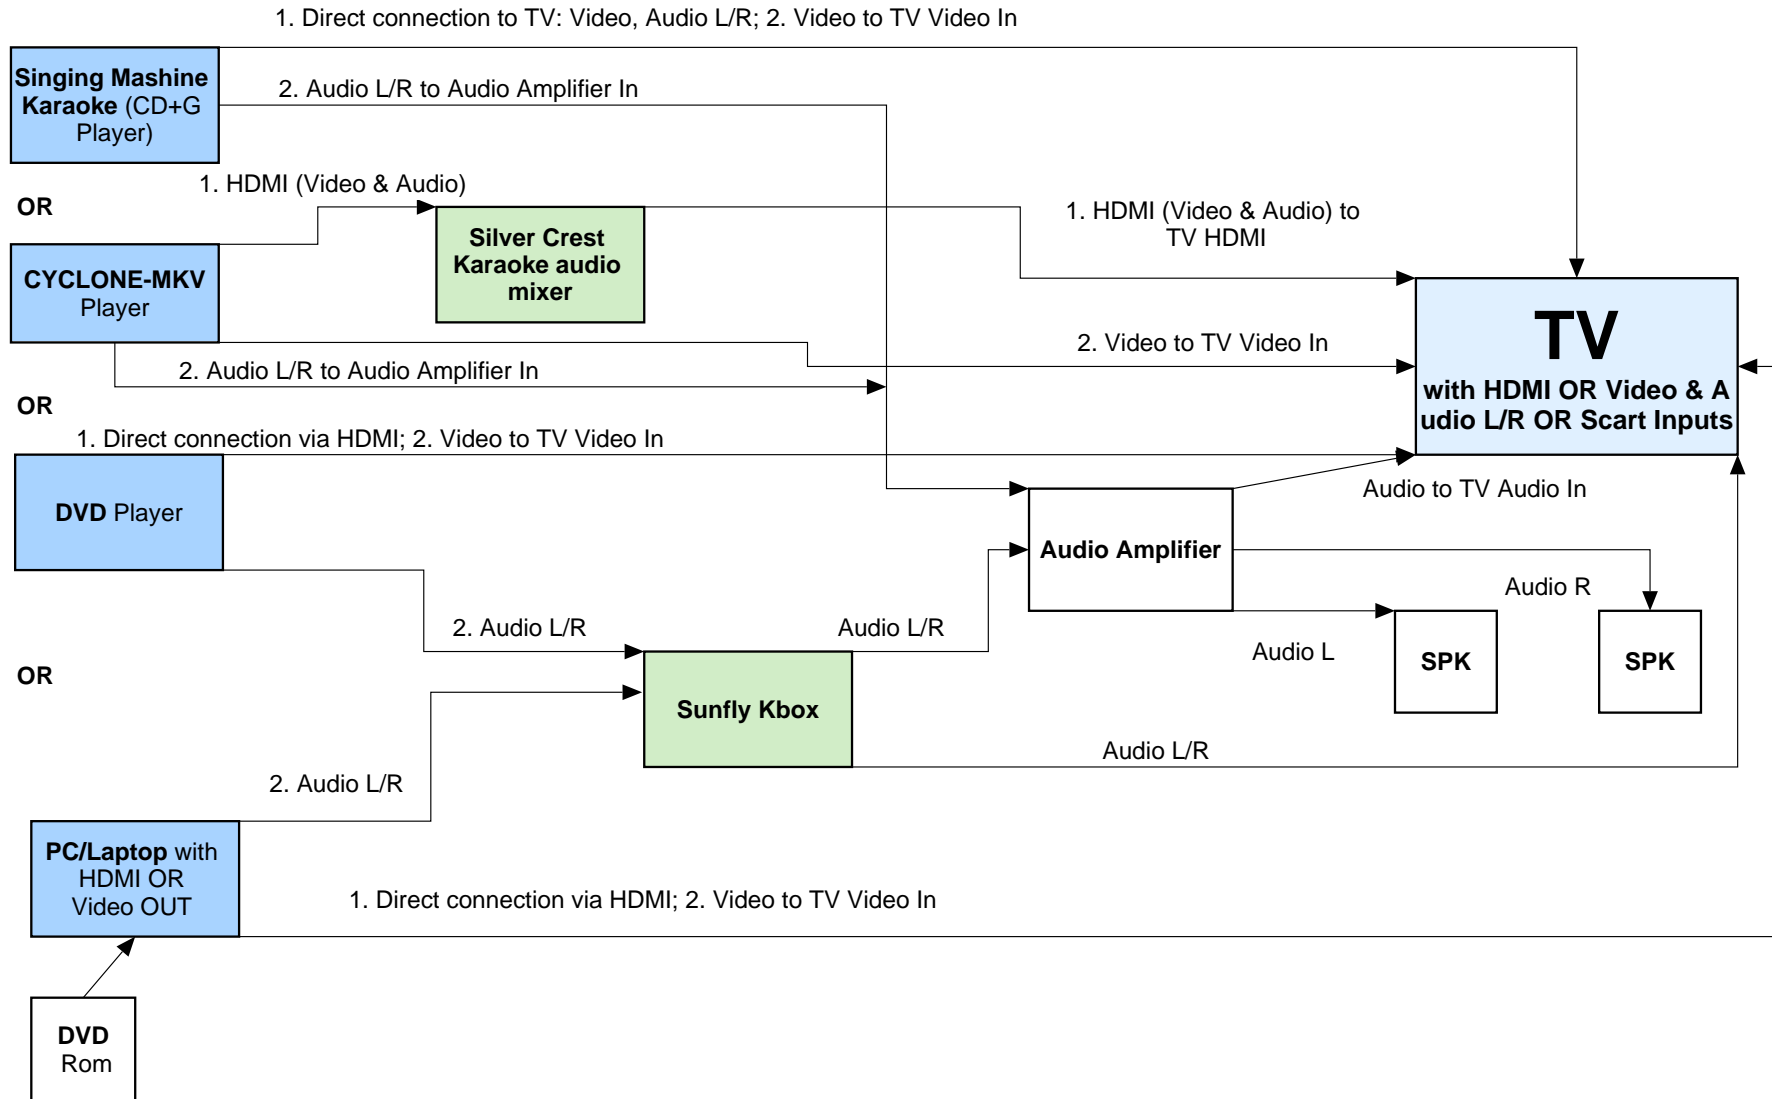 1. Direct connection to TV: Video, Audio L/R; 2. Video to TV Video In
Singing Mashine
Karaoke (CD+G
Player)
2. Audio L/R to Audio Amplifier In
1. HDMI (Video & Audio)
OR
Silver Crest
Karaoke audio
mixer
1. HDMI (Video & Audio) to
TV HDMI
CYCLONE-MKV
Player
TV
with HDMI OR Video & A
udio L/R OR Scart Inputs
2. Video to TV Video In
2. Audio L/R to Audio Amplifier In
OR
1. Direct connection via HDMI; 2. Video to TV Video In
DVD Player
Audio to TV Audio In
Audio Amplifier
Audio R
2. Audio L/R
Audio L/R
Audio L
SPK
SPK
OR
Sunfly Kbox
Audio L/R
2. Audio L/R
PC/Laptop with
HDMI OR
Video OUT
1. Direct connection via HDMI; 2. Video to TV Video In
DVD
Rom